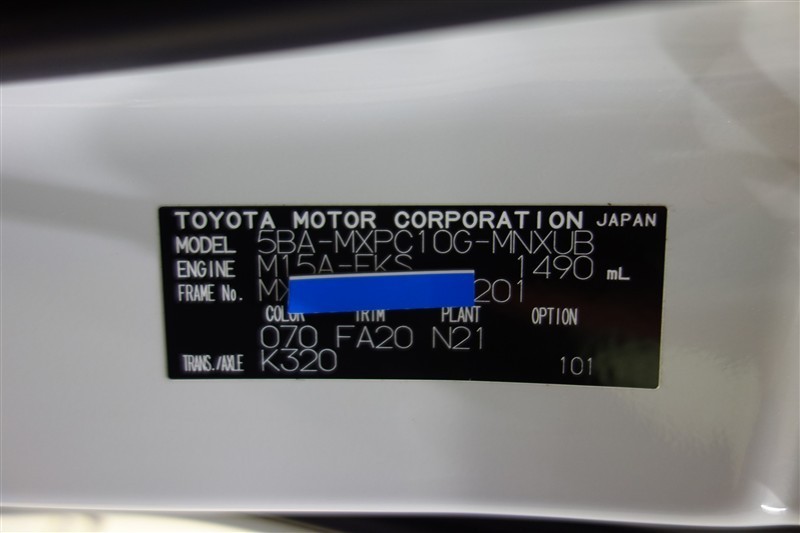 TOYOTA MOTOR CORPORATION JAPAN
MODEL 5BA-MXPC10G-MNXUB
ENGINE M15A-FKS 1490 mL
FRAME No. MX 201
COLOR TRIM PLANT OPTION
070 FA20 N21
TRANS./AXLE K320 101